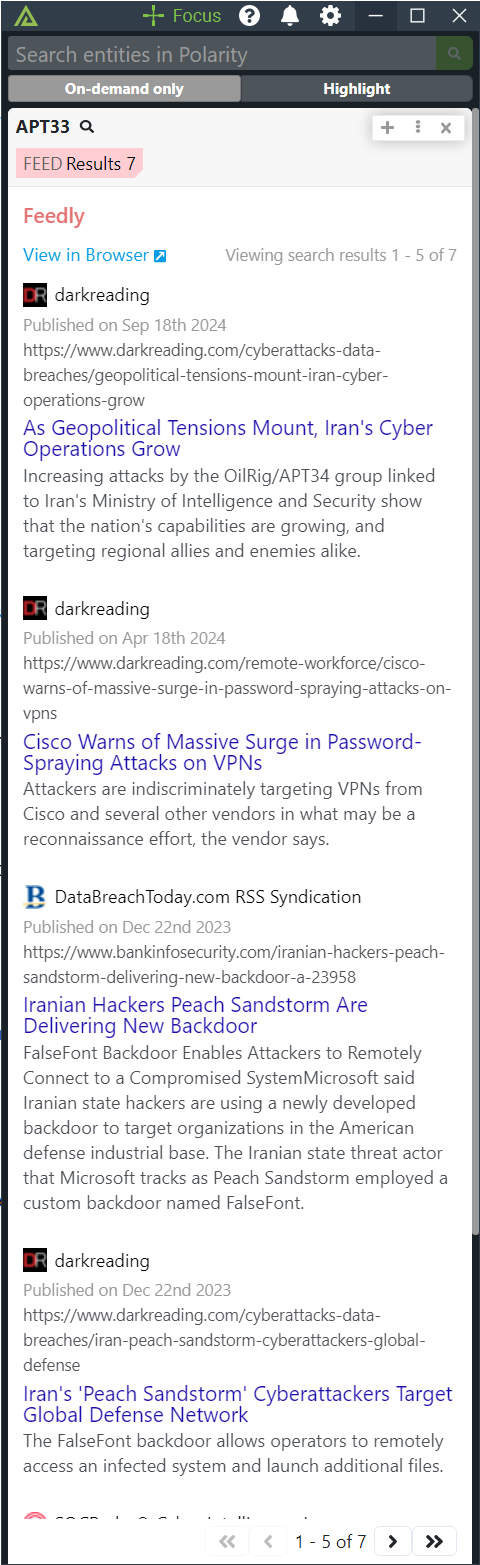 Focus
Search entities in Polarity
On-demand only Highlight
APT33
FEED Results 7
Feedly
View in Browser Viewing search results 1 - 5 of 7
DR darkreading
Published on Sep 18th 2024
https://www.darkreading.com/cyberattacks-data-
breaches/geopolitical-tensions-mount-iran-cyber-
operations-grow
As Geopolitical Tensions Mount, Iran's Cyber
Operations Grow
Increasing attacks by the OilRig/APT34 group linked
to Iran's Ministry of Intelligence and Security show
that the nation's capabilities are growing, and
targeting regional allies and enemies alike.
DR darkreading
Published on Apr 18th 2024
https://www.darkreading.com/remote-workforce/cisco-
warns-of-massive-surge-in-password-spraying-attacks-on-
vpns
Cisco Warns of Massive Surge in Password-
Spraying Attacks on VPNs
Attackers are indiscriminately targeting VPNs from
Cisco and several other vendors in what may be a
reconnaissance effort, the vendor says.
B DataBreachToday.com RSS Syndication
Published on Dec 22nd 2023
https://www.bankinfosecurity.com/iranian-hackers-peach-
sandstorm-delivering-new-backdoor-a-23958
Iranian Hackers Peach Sandstorm Are
Delivering New Backdoor
FalseFont Backdoor Enables Attackers to Remotely
Connect to a Compromised SystemMicrosoft said
Iranian state hackers are using a newly developed
backdoor to target organizations in the American
defense industrial base. The Iranian state threat actor
that Microsoft tracks as Peach Sandstorm employed a
custom backdoor named FalseFont.
DR darkreading
Published on Dec 22nd 2023
https://www.darkreading.com/cyberattacks-data-
breaches/iran-peach-sandstorm-cyberattackers-global-
defense
Iran's 'Peach Sandstorm' Cyberattackers Target
Global Defense Network
The FalseFont backdoor allows operators to remotely
access an infected system and launch additional files.
1 - 5 of 7